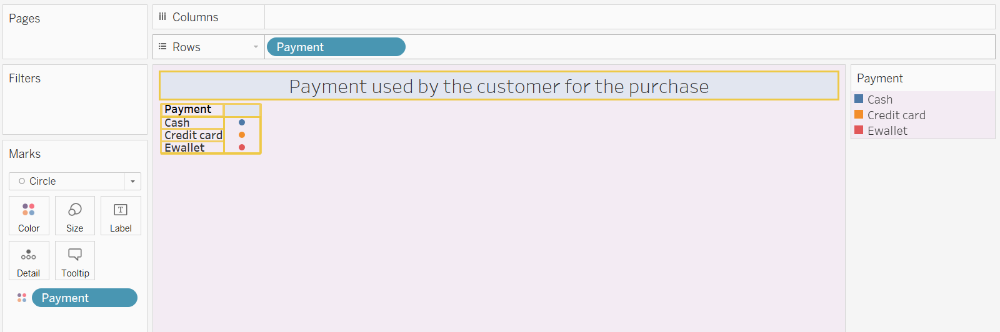 Pages
Columns
Rows
Payment
Filters
Payment used by the customer for the purchase
Payment
Cash
Credit card
Ewallet
Payment
Cash
Credit card
Ewallet
Marks
Circle
Color
Size
T
Label
Detail
Tooltip
Payment